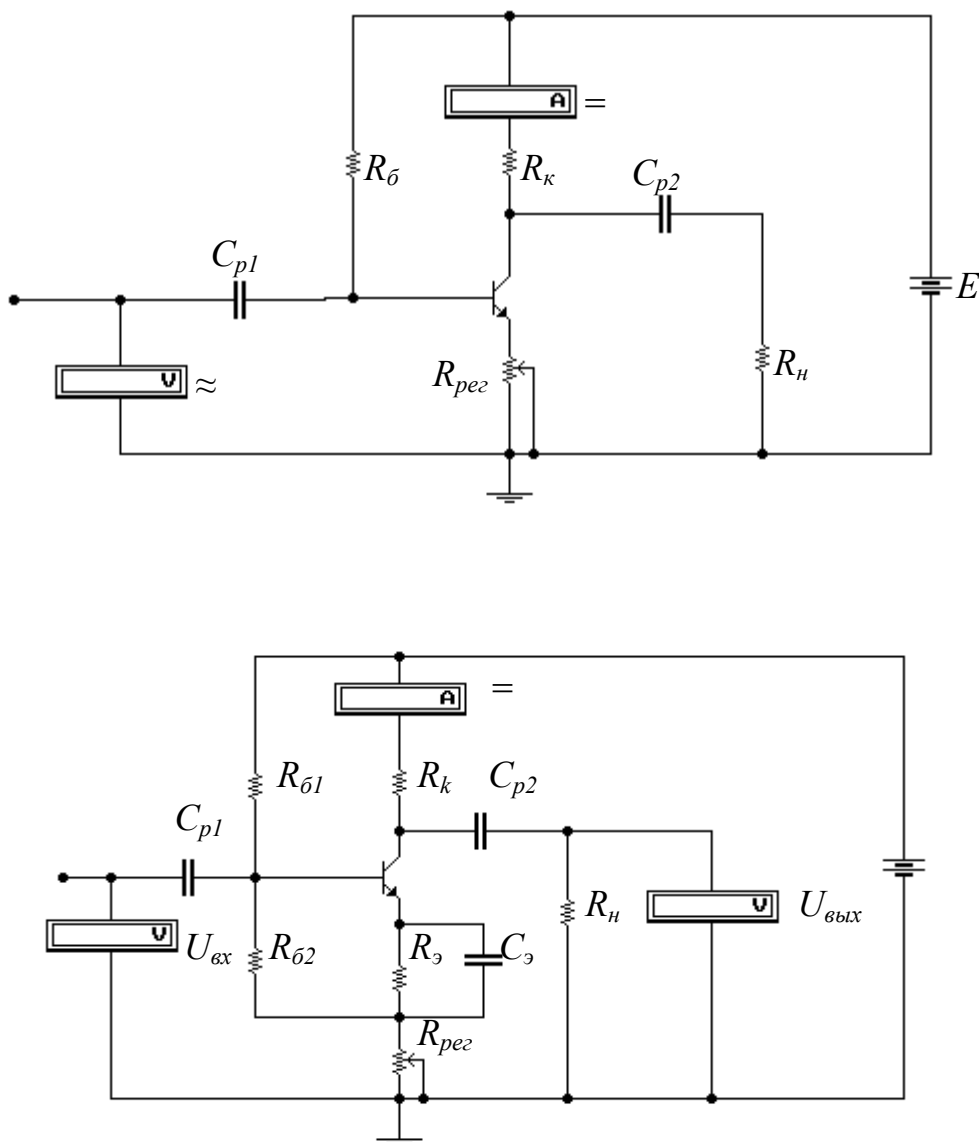 A =
R_б
R_к
C_р2
C_р1
E
V ≈
R_рег
R_н
A =
R_б1
R_k
C_р2
C_р1
V
U_вх
R_б2
R_э
C_э
R_н
V
U_вых
R_рег